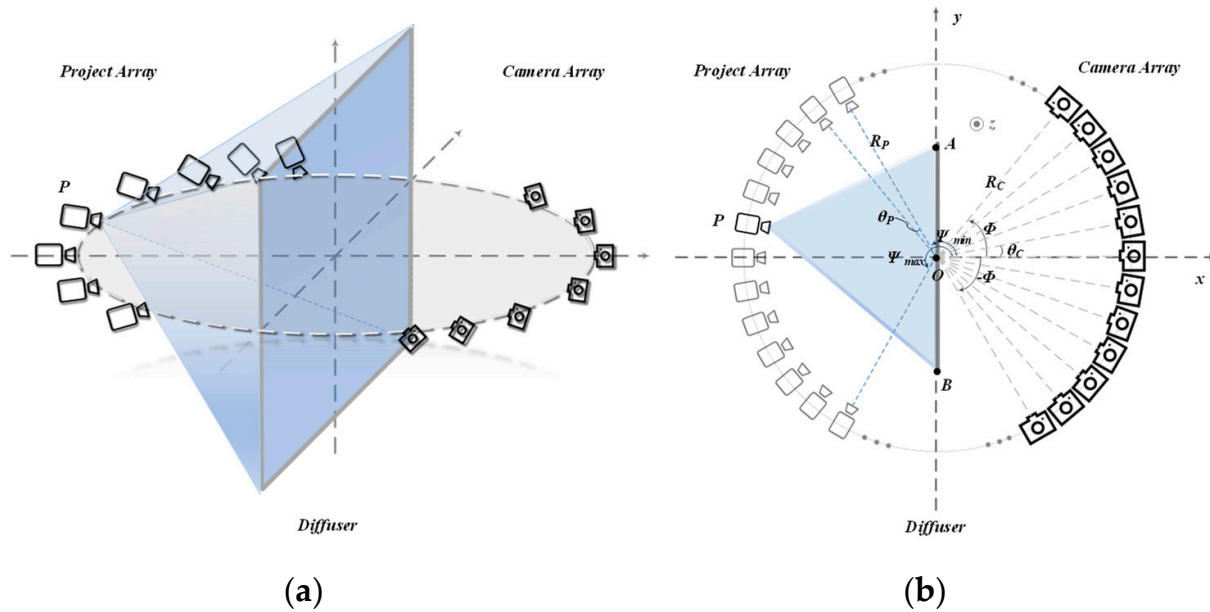 Project Array
Camera Array
P
Diffuser
(a)
y
Project Array
Camera Array
z
A
R_P
R_C
P
θ_P
Ψ_min
Φ
θ_C
Ψ_max
O
-Φ
x
B
Diffuser
(b)